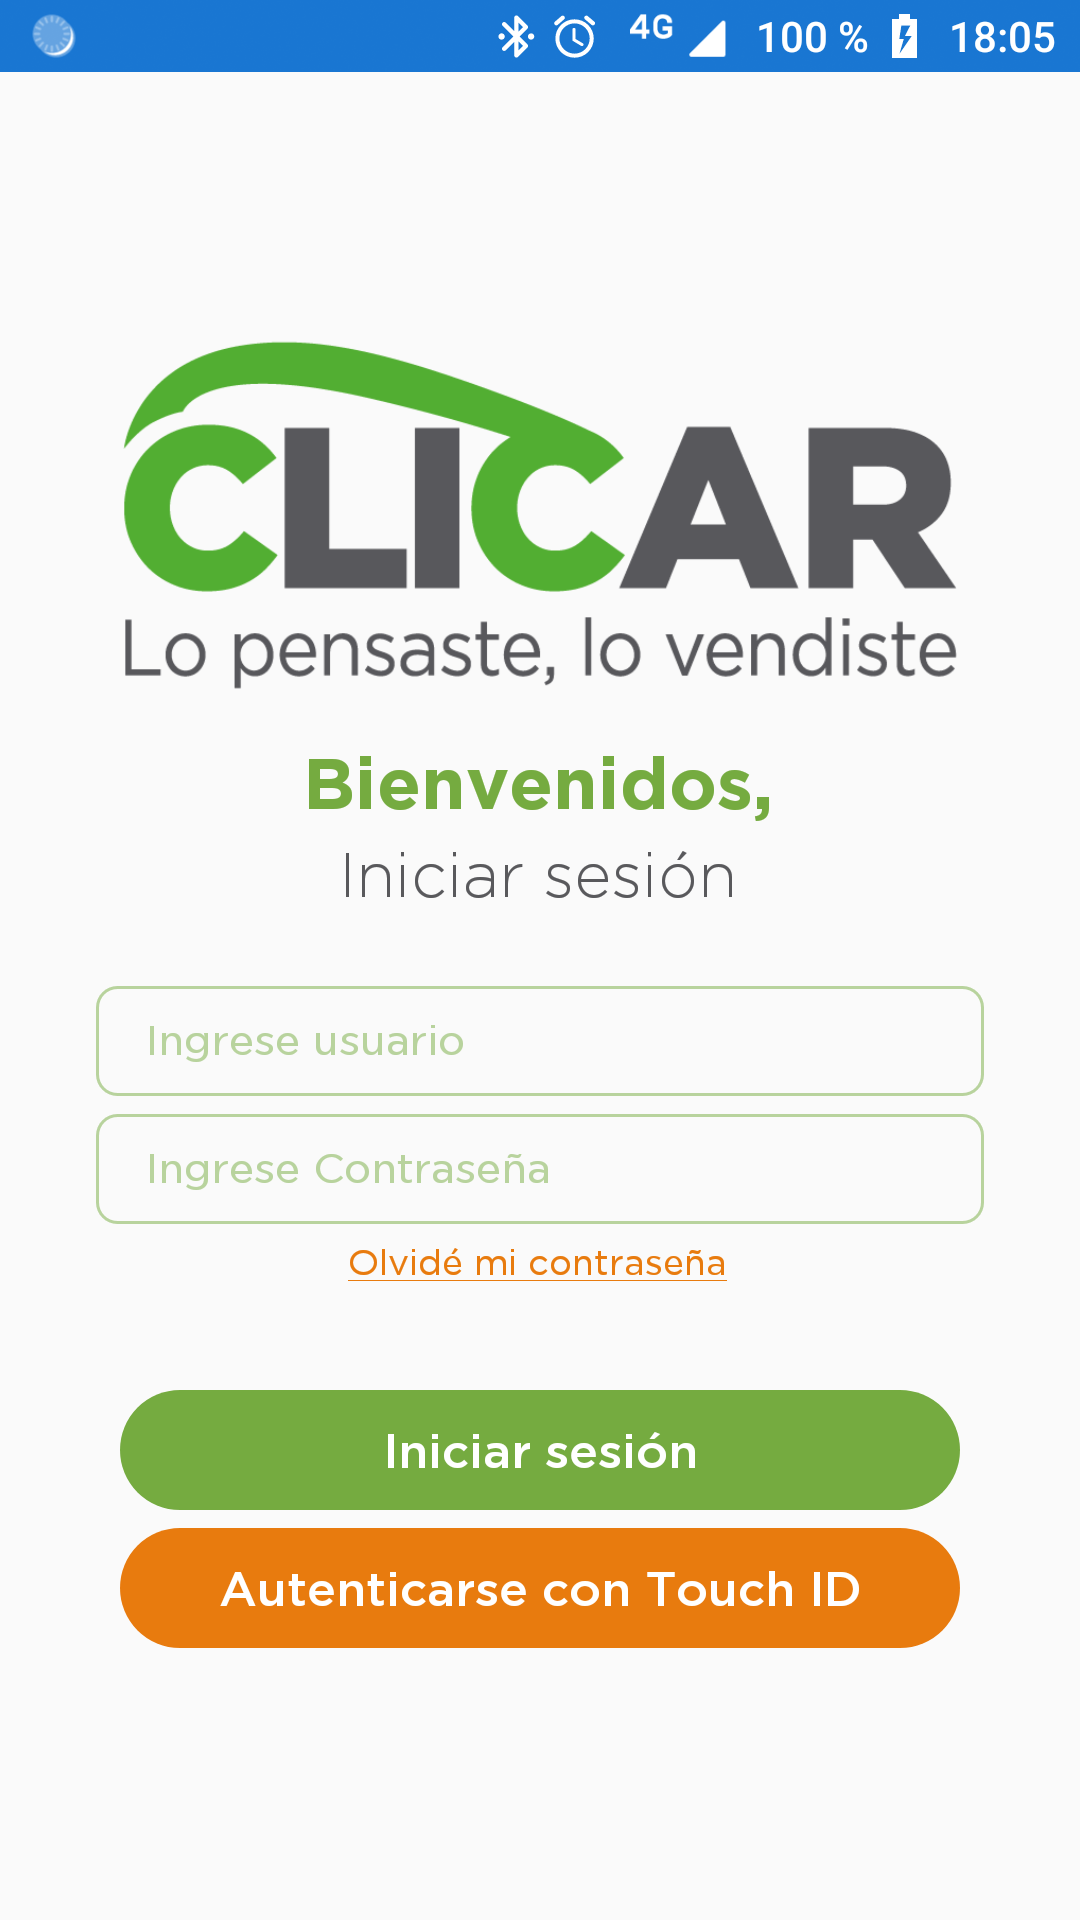 4G 100 % 18:05
CLICAR
Lo pensaste, lo vendiste
Bienvenidos,
Iniciar sesión
Ingrese usuario
Ingrese Contraseña
Olvidé mi contraseña
Iniciar sesión
Autenticarse con Touch ID